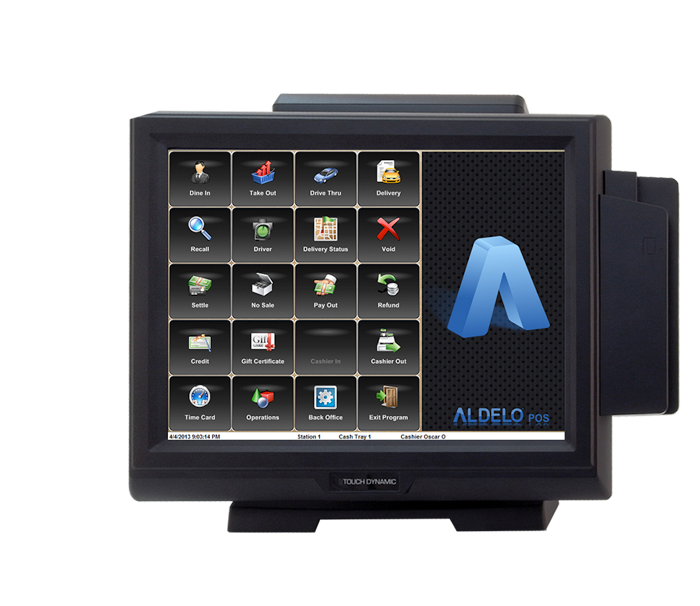 Dine In
Take Out
Drive Thru
Delivery
Recall
Driver
Delivery Status
Void
Settle
No Sale
Pay Out
Refund
Credit
Gift
Gift Certificate
Cashier In
Cashier Out
Time Card
Operations
Back Office
Exit Program
ALDELO POS
4/4/2013 9:03:14 PM
Station 1
Cash Tray 1
Cashier Oscar O
TOUCH DYNAMIC